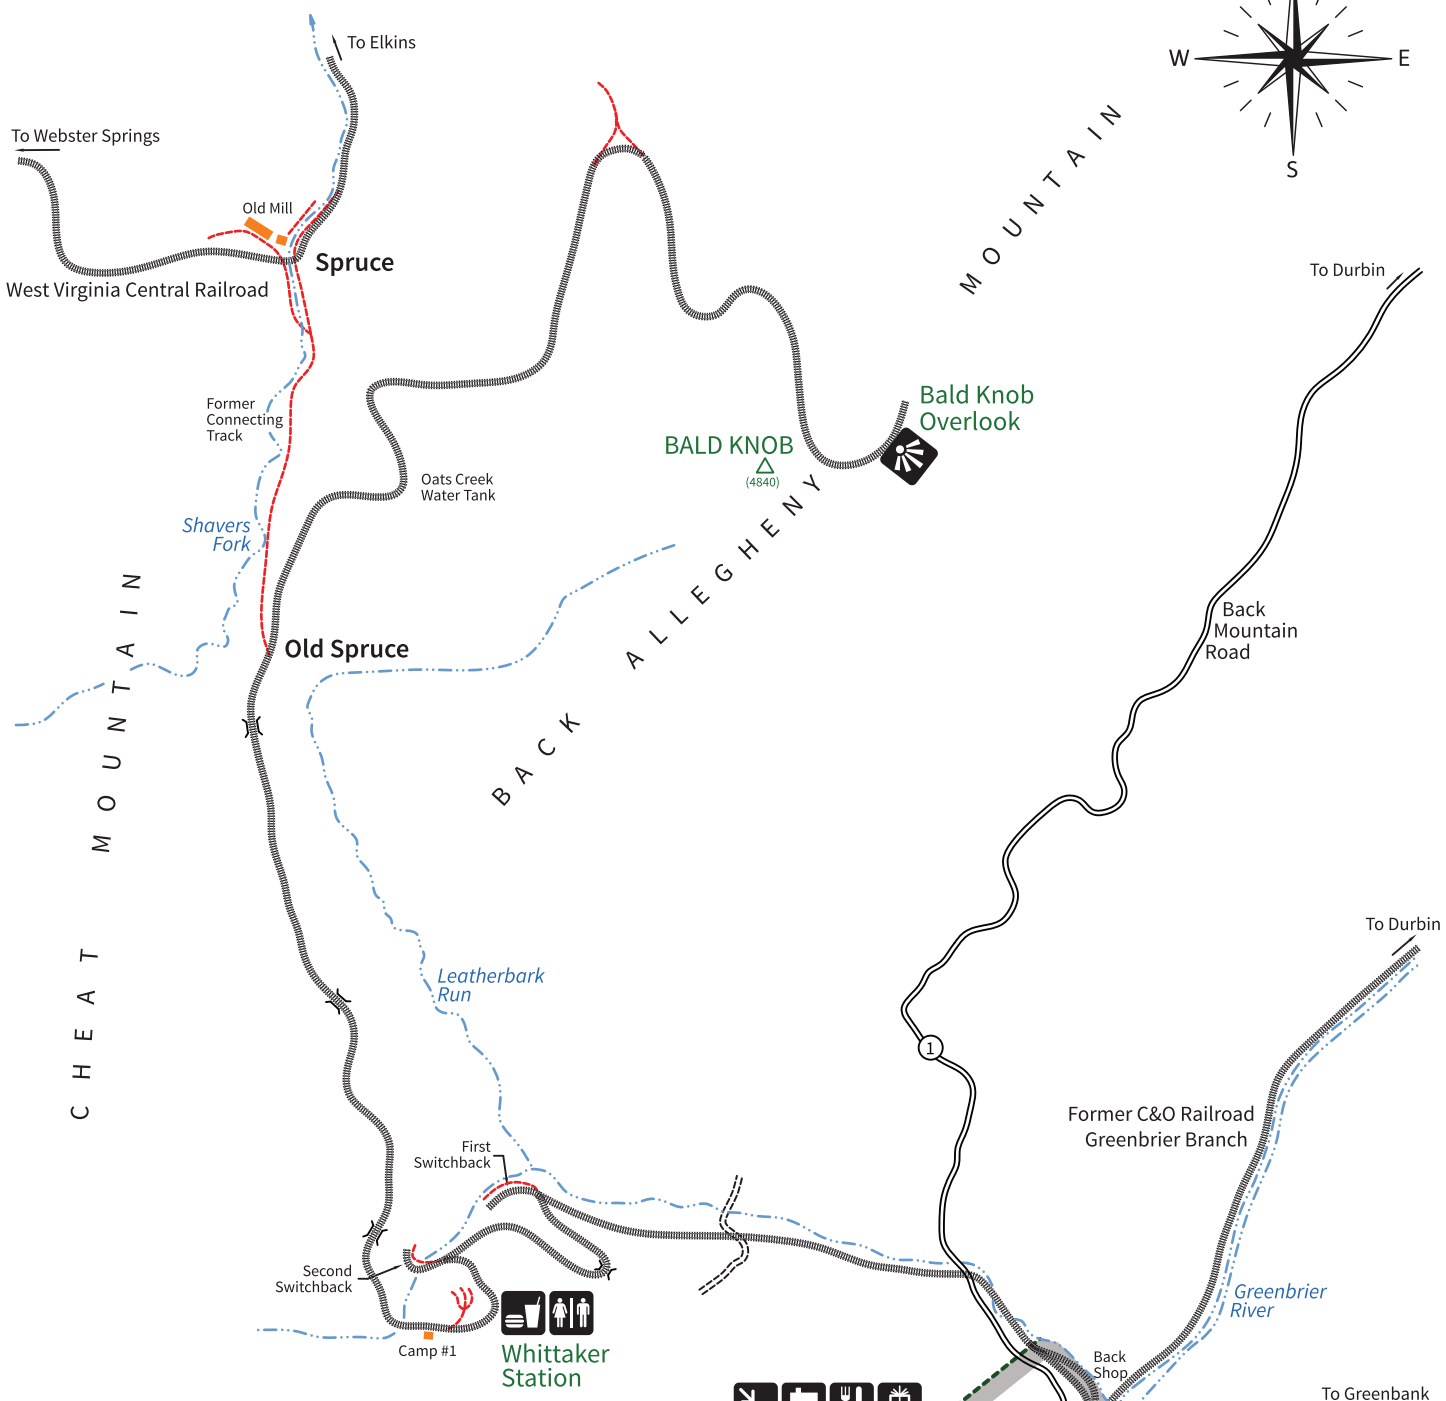 To Elkins
W
E
S
To Webster Springs
Old Mill
Spruce
West Virginia Central Railroad
MOUNTAIN
To Durbin
Former
Connecting
Track
Bald Knob
Overlook
BALD KNOB
(4840)
Oats Creek
Water Tank
Shavers
Fork
BACK ALLEGHENY
Old Spruce
Back
Mountain
Road
CHEAT MOUNTAIN
To Durbin
Leatherbark
Run
1
Former C&O Railroad
Greenbrier Branch
First
Switchback
Second
Switchback
Greenbrier
River
Camp #1
Whittaker
Station
Back
Shop
To Greenbank